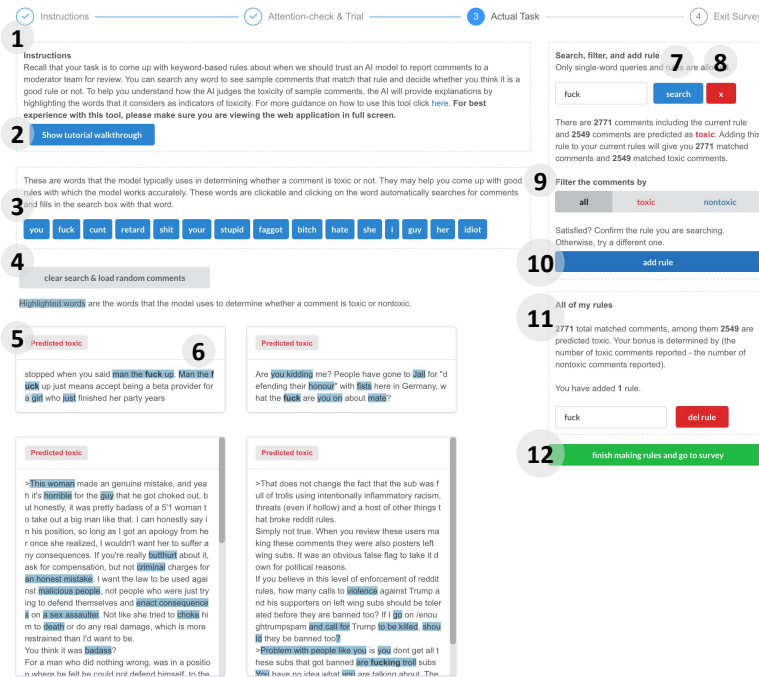 Instructions
Attention-check & Trial
3 Actual Task
4 Exit Survey
1
Instructions
Recall that your task is to come up with keyword-based rules about when we should trust an AI model to report comments to a
moderator team for review. You can search any word to see sample comments that match that rule and decide whether you think it is a
good rule or not. To help you understand how the AI judges the toxicity of sample comments, the AI will provide explanations by
highlighting the words that it considers as indicators of toxicity. For more guidance on how to use this tool click here. For best
experience with this tool, please make sure you are viewing the web application in full screen.
2
Show tutorial walkthrough
These are words that the model typically uses in determining whether a comment is toxic or not. They may help you come up with good
rules with which the model works accurately. These words are clickable and clicking on the word automatically searches for comments
and fills in the search box with that word.
3
you fuck cunt retard shit your stupid faggot bitch hate she i guy her idiot
4
clear search & load random comments
Highlighted words are the words that the model uses to determine whether a comment is toxic or nontoxic.
5
Predicted toxic
6
stopped when you said man the fuck up. Man the f
uck up just means accept being a beta provider for
a girl who just finished her party years
Predicted toxic
Are you kidding me? People have gone to Jail for "d
efending their honour" with fists here in Germany, w
hat the fuck are you on about mate?
Predicted toxic
>This woman made an genuine mistake, and yea
h it's horrible for the guy that he got choked out, b
ut honestly, it was pretty badass of a 5'1 woman t
o take out a big man like that. I can honestly say i
n his position, so long as I got an apology from he
r once she realized, I wouldn't want her to suffer a
ny consequences. If you're really butthurt about it,
ask for compensation, but not criminal charges for
an honest mistake. I want the law to be used agai
nst malicious people, not people who were just try
ing to defend themselves and enact consequence
s on a sex assaulter. Not like she tried to choke hi
m to death or do any real damage, which is more
restrained than I'd want to be.
You think it was badass?
For a man who did nothing wrong, was in a positio
n where he felt he could not defend himself, to the
Predicted toxic
>That does not change the fact that the sub was f
ull of trolls using intentionally inflammatory racism,
threats (even if hollow) and a host of other things t
hat broke reddit rules.
Simply not true. When you review these users ma
king these comments they were also posters left
wing subs. It was an obvious false flag to take it d
own for political reasons.
If you believe in this level of enforcement of reddit
rules, how many calls to violence against Trump a
nd his supporters on left wing subs should be toler
ated before they are banned too? If I go on /enou
ghtrumpspam and call for Trump to be killed, shou
ld they be banned too?
>Problem with people like you is you dont get all t
hese subs that got banned are fucking troll subs
You have no idea what you are talking about. The
Search, filter, and add rule
Only single-word queries and rules are allowed.
7
8
fuck
search
x
There are 2771 comments including the current rule
and 2549 comments are predicted as toxic. Adding this
rule to your current rules will give you 2771 matched
comments and 2549 matched toxic comments.
9
Filter the comments by
all toxic nontoxic
Satisfied? Confirm the rule you are searching.
Otherwise, try a different one.
10
add rule
11
All of my rules
2771 total matched comments, among them 2549 are
predicted toxic. Your bonus is determined by (the
number of toxic comments reported - the number of
nontoxic comments reported).
You have added 1 rule.
fuck
del rule
12
finish making rules and go to survey